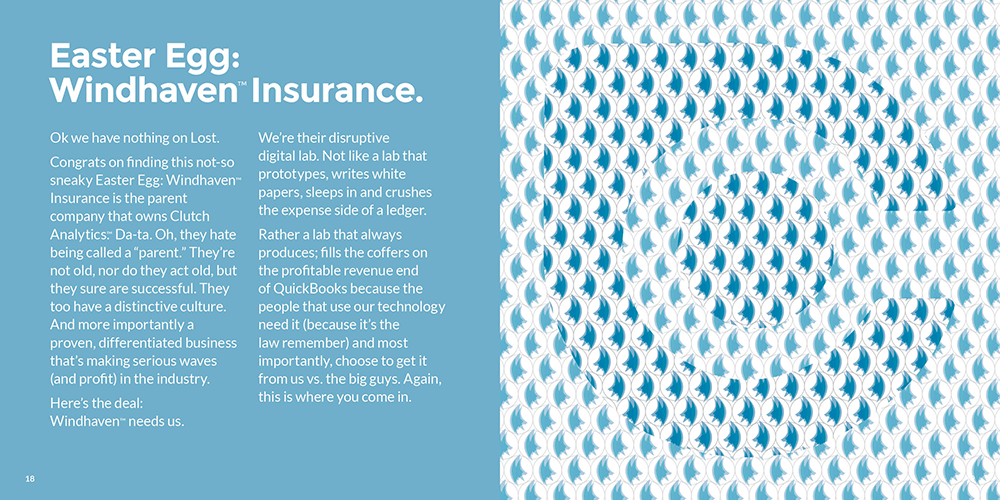 Easter Egg:
Windhaven™ Insurance.
Ok we have nothing on Lost.
Congrats on finding this not-so
sneaky Easter Egg: Windhaven™
Insurance is the parent
company that owns Clutch
Analytics.™ Da-ta. Oh, they hate
being called a “parent.” They’re
not old, nor do they act old, but
they sure are successful. They
too have a distinctive culture.
And more importantly a
proven, differentiated business
that’s making serious waves
(and profit) in the industry.
Here’s the deal:
Windhaven™ needs us.
We’re their disruptive
digital lab. Not like a lab that
prototypes, writes white
papers, sleeps in and crushes
the expense side of a ledger.
Rather a lab that always
produces; fills the coffers on
the profitable revenue end
of QuickBooks because the
people that use our technology
need it (because it’s the
law remember) and most
importantly, choose to get it
from us vs. the big guys. Again,
this is where you come in.
18